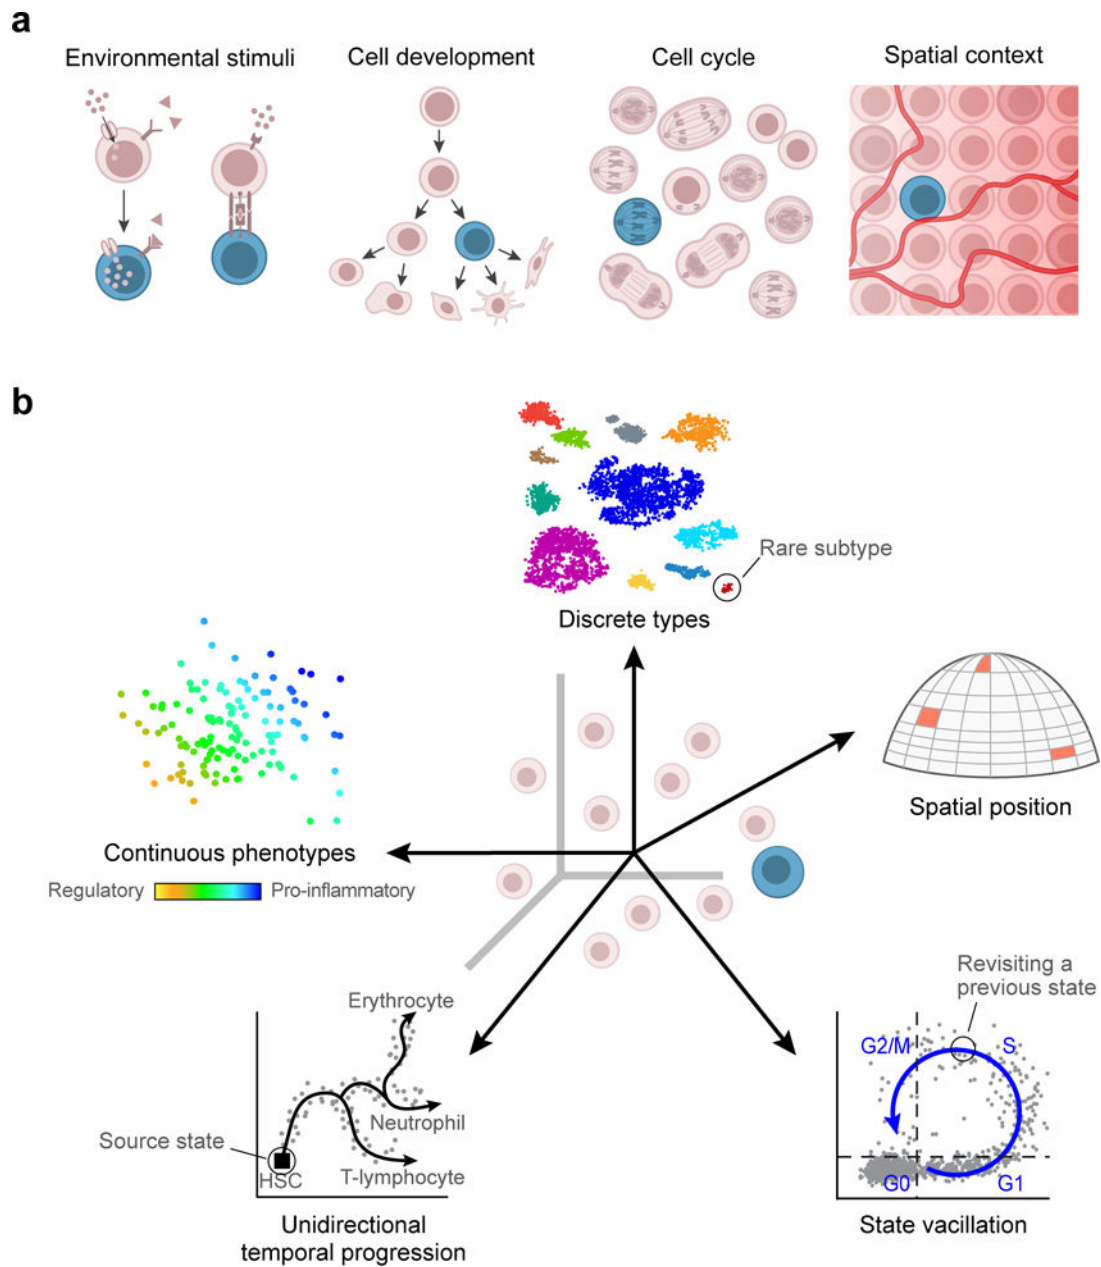 a
Environmental stimuli
Cell development
Cell cycle
Spatial context
b
Rare subtype
Discrete types
Spatial position
Continuous phenotypes
Regulatory
Pro-inflammatory
Erythrocyte
Neutrophil
T-lymphocyte
Source state
HSC
Unidirectional
temporal progression
Revisiting a
previous state
G2/M
S
G0
G1
State vacillation